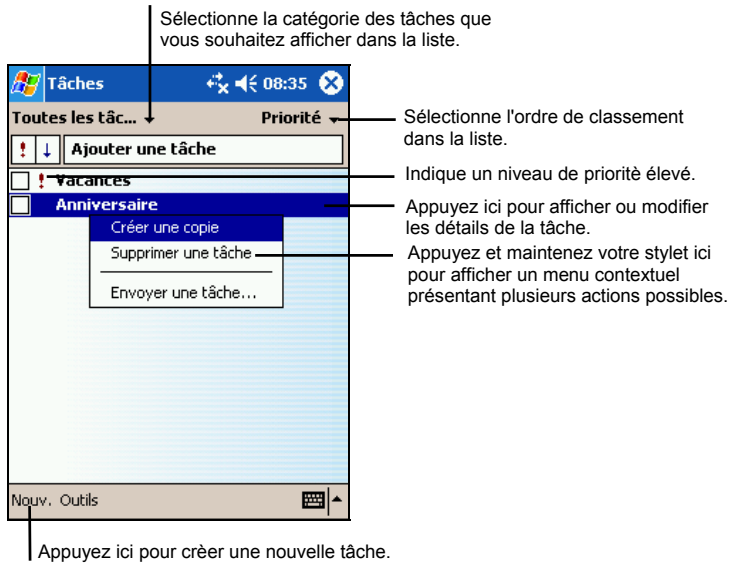 Sélectionne la catégorie des tâches que
vous souhaitez afficher dans la liste.
Tâches 08:35
Toutes les tâc... Priorité
Sélectionne l'ordre de classement
dans la liste.
! ↓ Ajouter une tâche
! Vacances
Indique un niveau de prioritè élevé.
Anniversaire
Appuyez ici pour afficher ou modifier
les détails de la tâche.
Créer une copie
Supprimer une tâche
Envoyer une tâche...
Appuyez et maintenez votre stylet ici
pour afficher un menu contextuel
présentant plusieurs actions possibles.
Nouv. Outils
Appuyez ici pour crèer une nouvelle tâche.